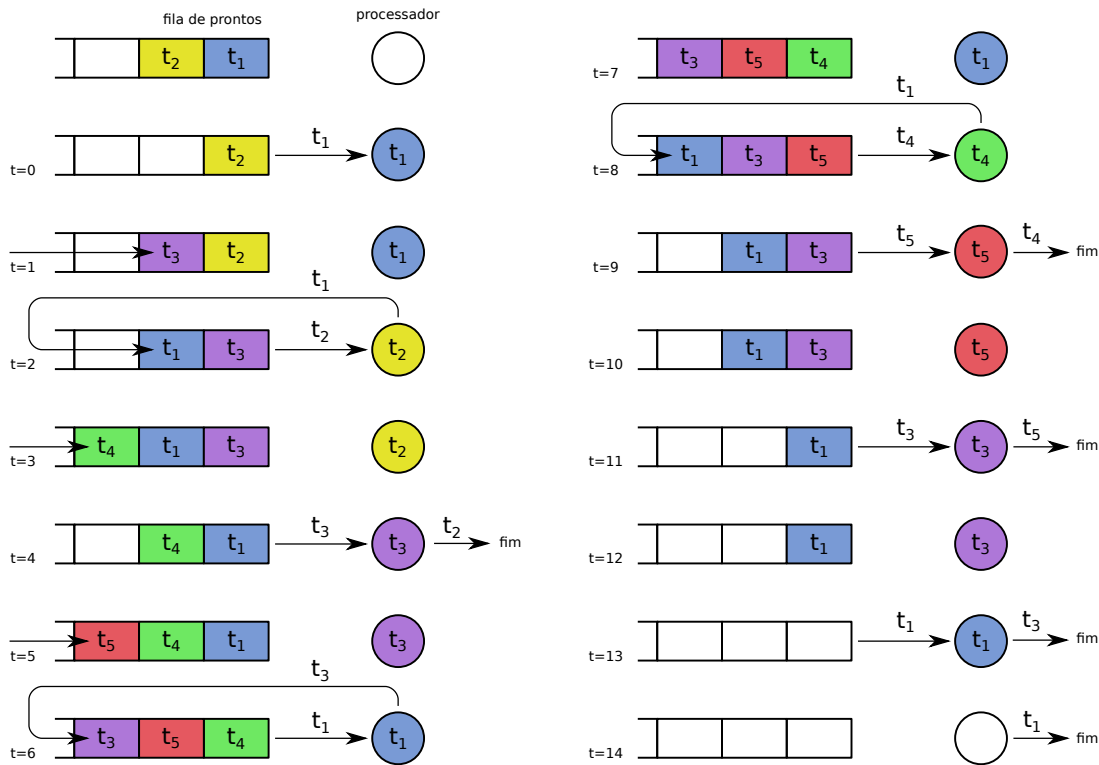 fila de prontos
processador
t2 t1
t1
t=0 t2 t1
t=1 t3 t2 t1
t1
t2
t=2 t1 t3 t2
t=3 t4 t1 t3 t2
t3 t2
t=4 t4 t1 t3 fim
t=5 t5 t4 t1 t3
t3
t1
t=6 t3 t5 t4 t1
t=7 t3 t5 t4 t1
t1
t4
t=8 t1 t3 t5 t4
t5 t4
t=9 t1 t3 t5 fim
t=10 t1 t3 t5
t3 t5
t=11 t1 t3 fim
t=12 t1 t3
t1 t3
t=13 t1 fim
t1
t=14 fim